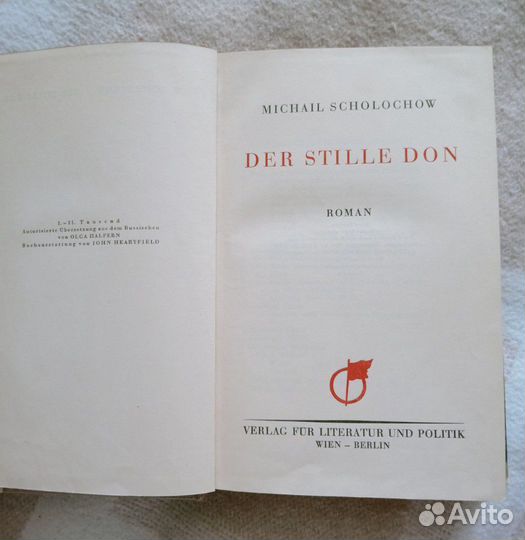 1.–11. Tausend
Autorisierte Übersetzung aus dem Russischen
von OLGA HALPERN
Buchausstattung von JOHN HEARTFIELD
MICHAIL SCHOLOCHOW
DER STILLE DON
ROMAN
VERLAG FÜR LITERATUR UND POLITIK
WIEN – BERLIN
Avito